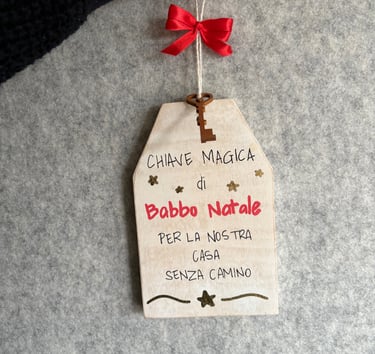 CHIAVE MAGICA
di
Babbo Natale
PER LA NOSTRA
CASA
SENZA CAMINO